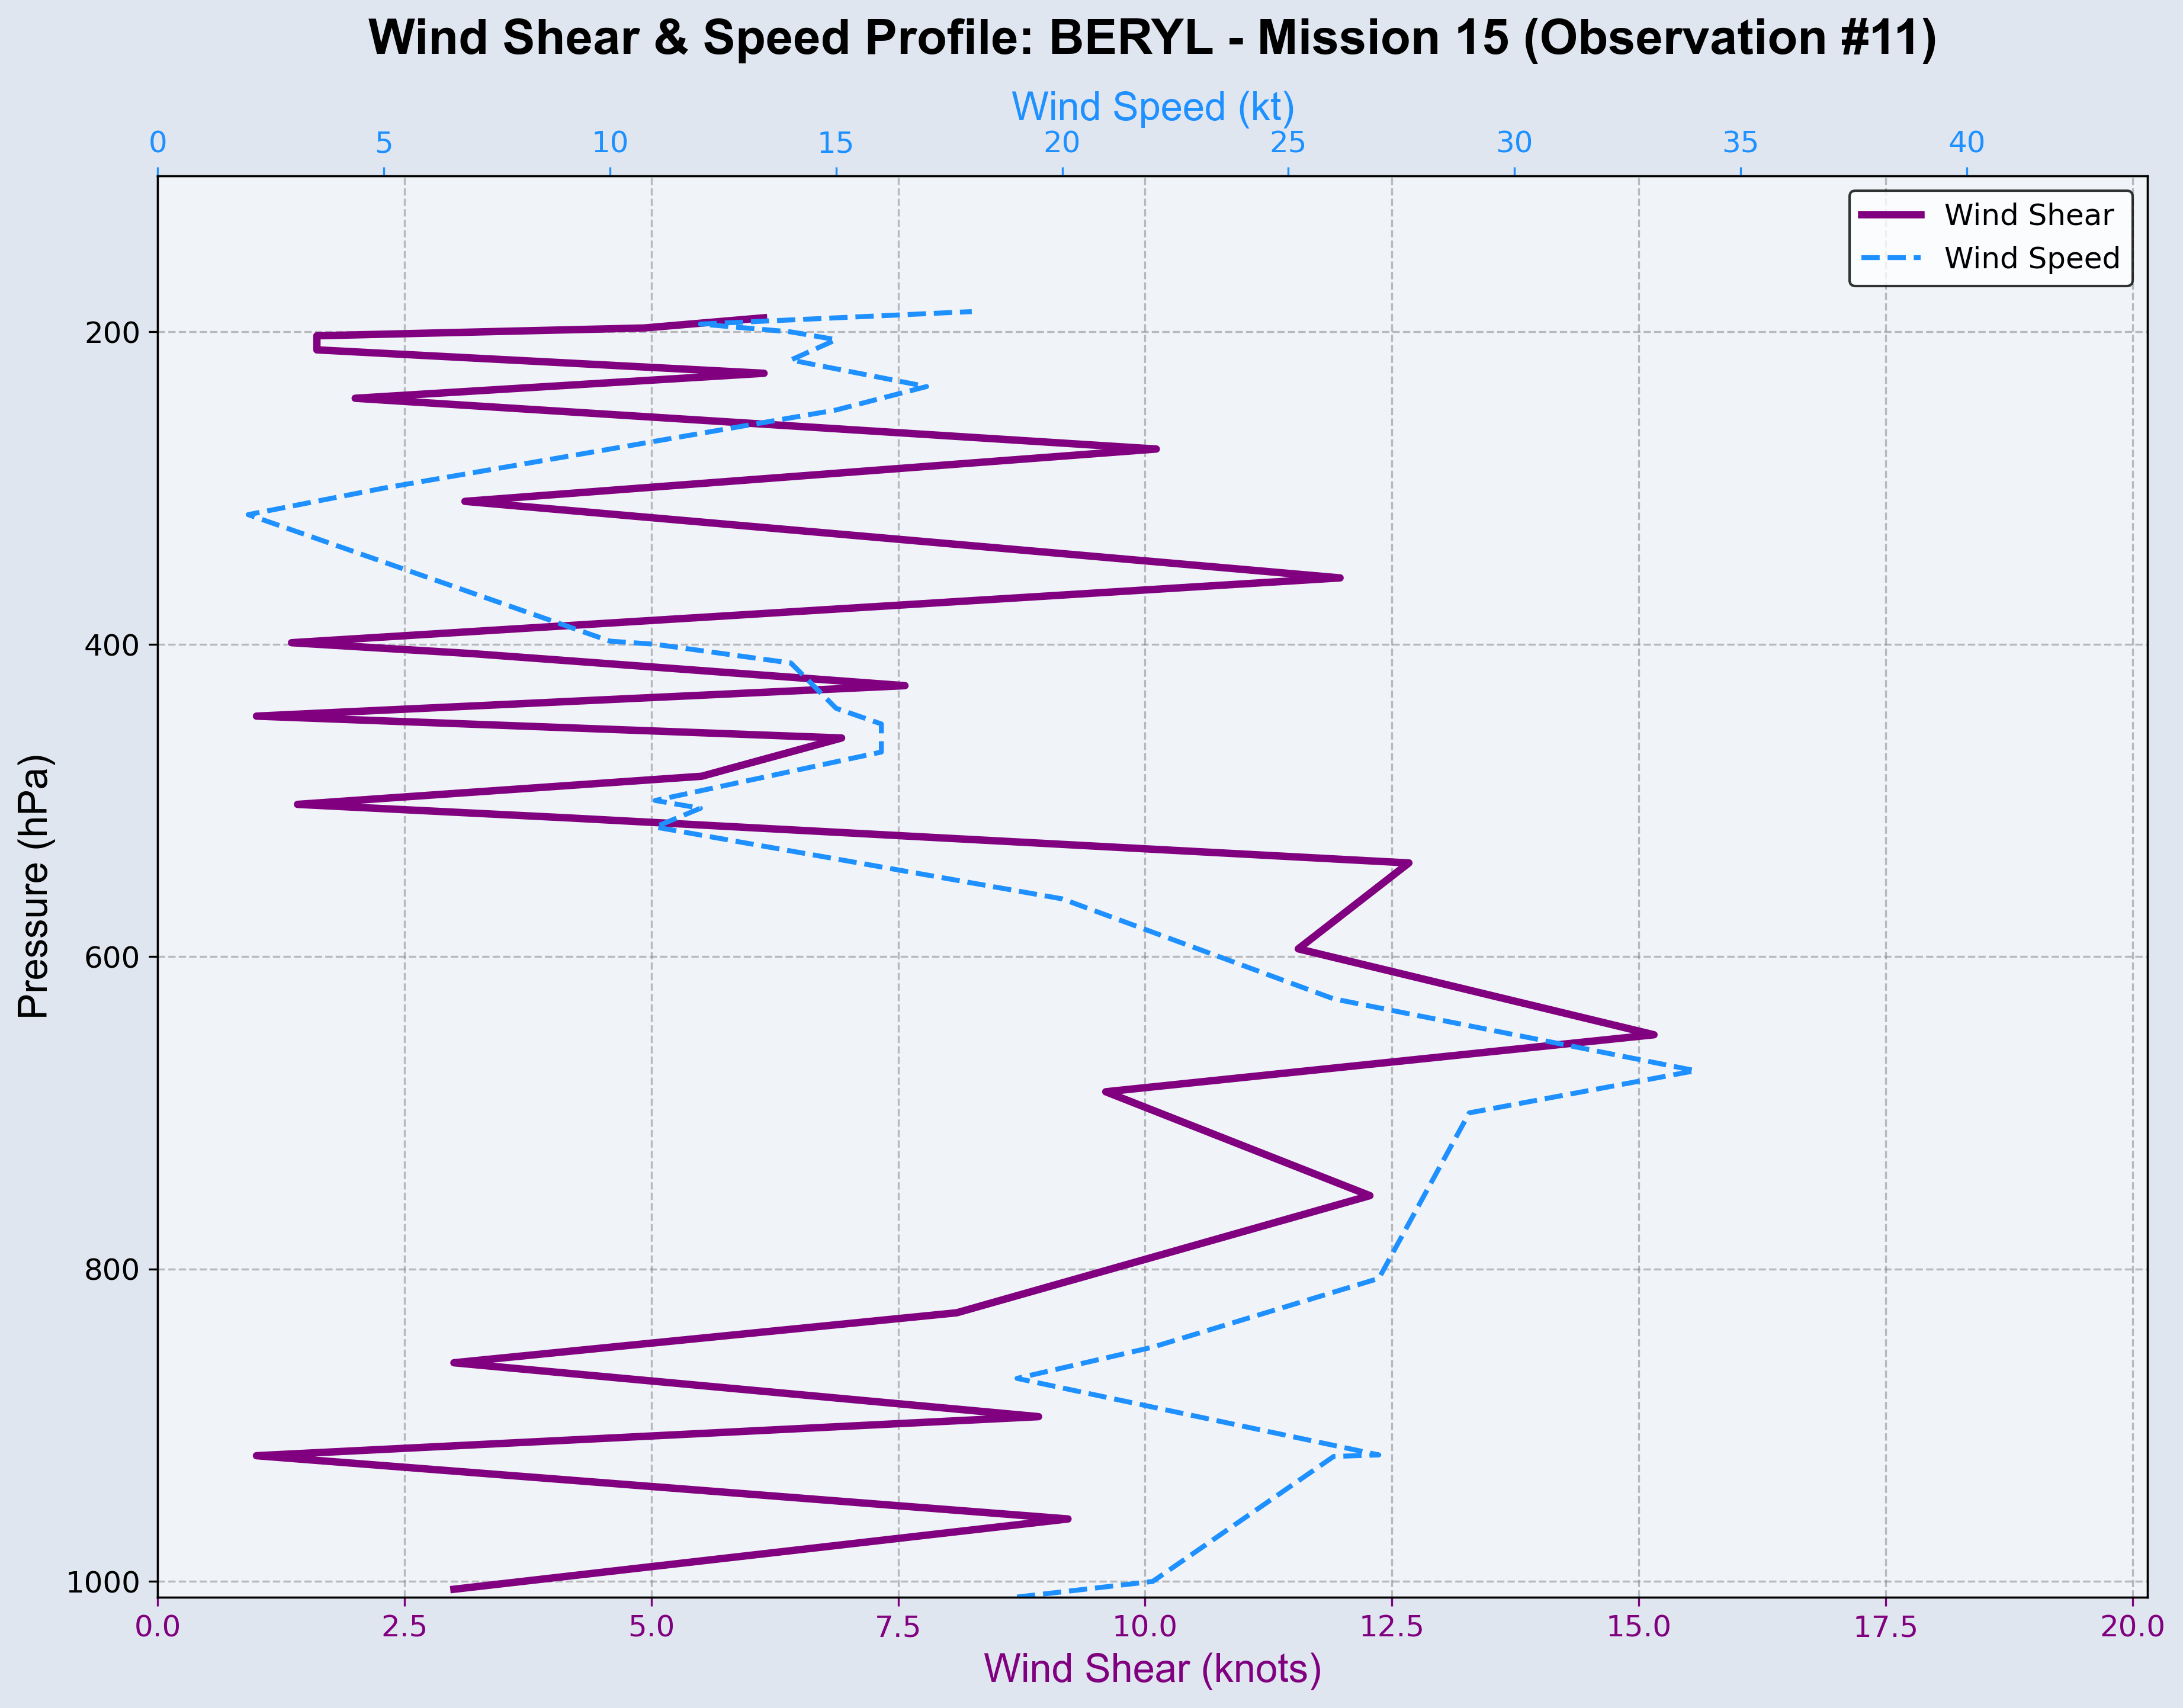 Wind Shear & Speed Profile: BERYL - Mission 15 (Observation #11)
Wind Speed (kt)
0 5 10 15 20 25 30 35 40
Wind Shear
Wind Speed
200
400
600
800
1000
Pressure (hPa)
0.0 2.5 5.0 7.5 10.0 12.5 15.0 17.5 20.0
Wind Shear (knots)